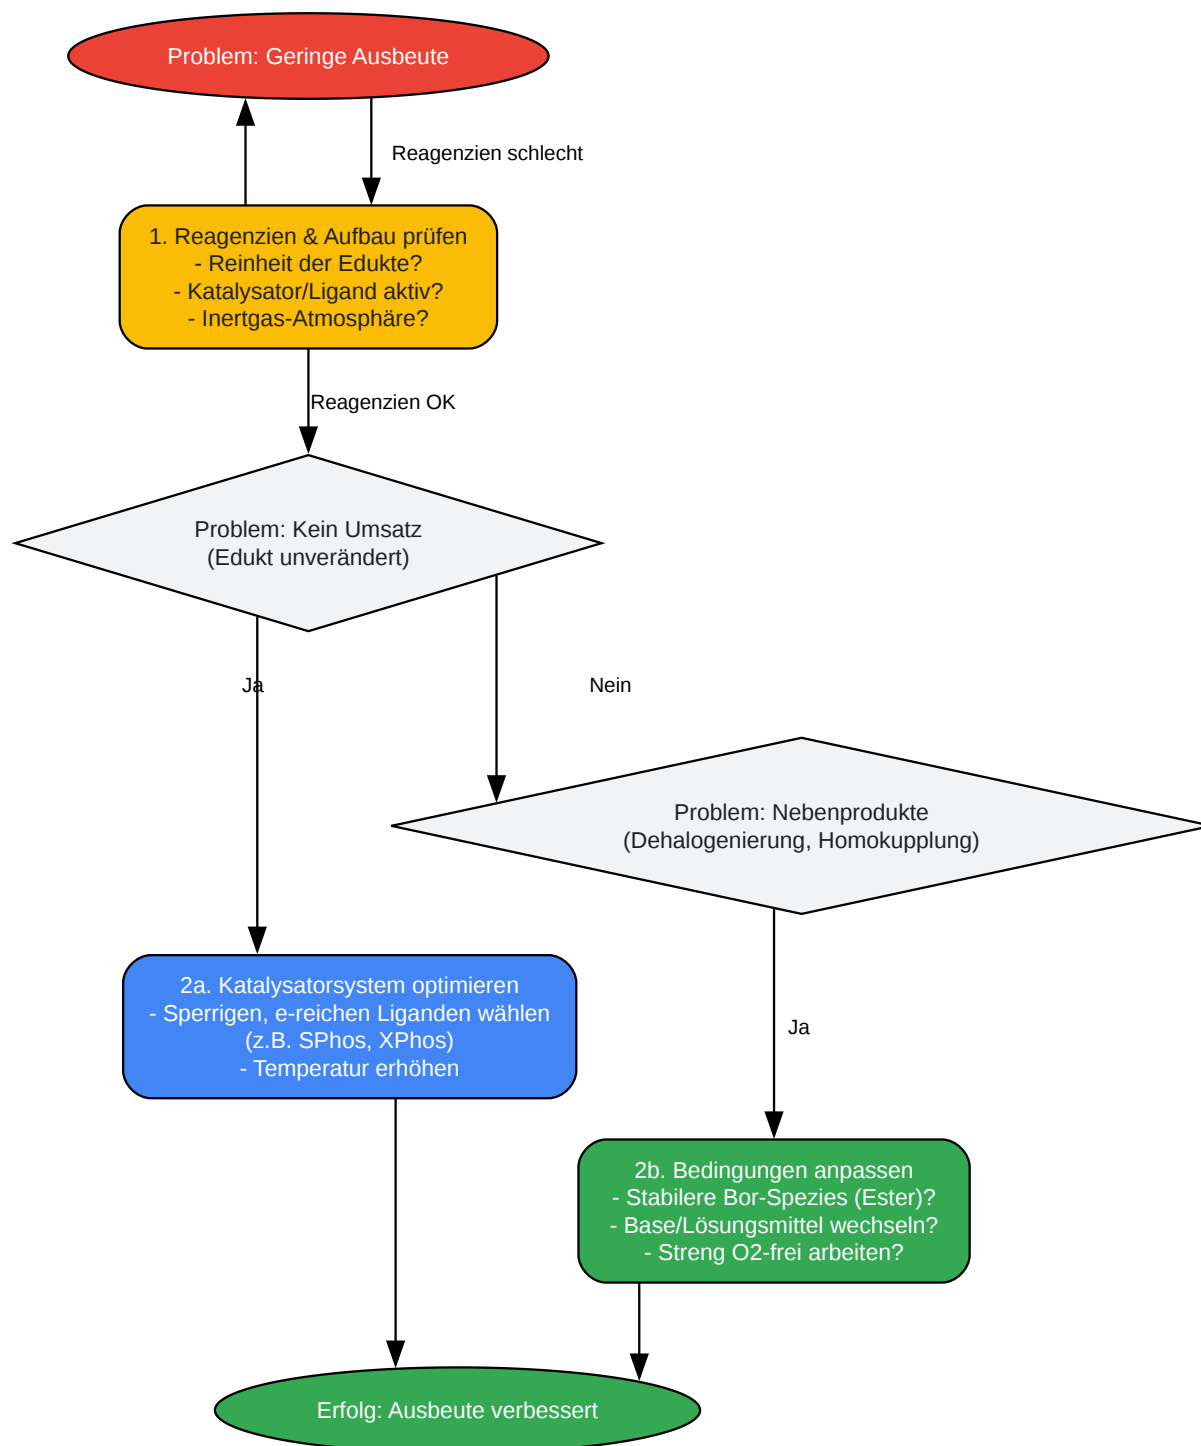 Problem: Geringe Ausbeute
Reagenzien schlecht
1. Reagenzien & Aufbau prüfen
- Reinheit der Edukte?
- Katalysator/Ligand aktiv?
- Inertgas-Atmosphäre?
Reagenzien OK
Problem: Kein Umsatz
(Edukt unverändert)
Ja
Nein
Problem: Nebenprodukte
(Dehalogenierung, Homokupplung)
2a. Katalysatorsystem optimieren
- Sperrigen, e-reichen Liganden wählen
(z.B. SPhos, XPhos)
- Temperatur erhöhen
Ja
2b. Bedingungen anpassen
- Stabilere Bor-Spezies (Ester)?
- Base/Lösungsmittel wechseln?
- Streng O2-frei arbeiten?
Erfolg: Ausbeute verbessert